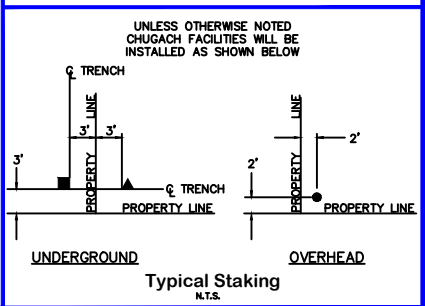 UNLESS OTHERWISE NOTED
CHUGACH FACILITIES WILL BE
INSTALLED AS SHOWN BELOW
℄ TRENCH
PROPERTY LINE
3'
3'
3'
℄ TRENCH
PROPERTY LINE
UNDERGROUND
PROPERTY LINE
2'
2'
PROPERTY LINE
OVERHEAD
Typical Staking
N.T.S.